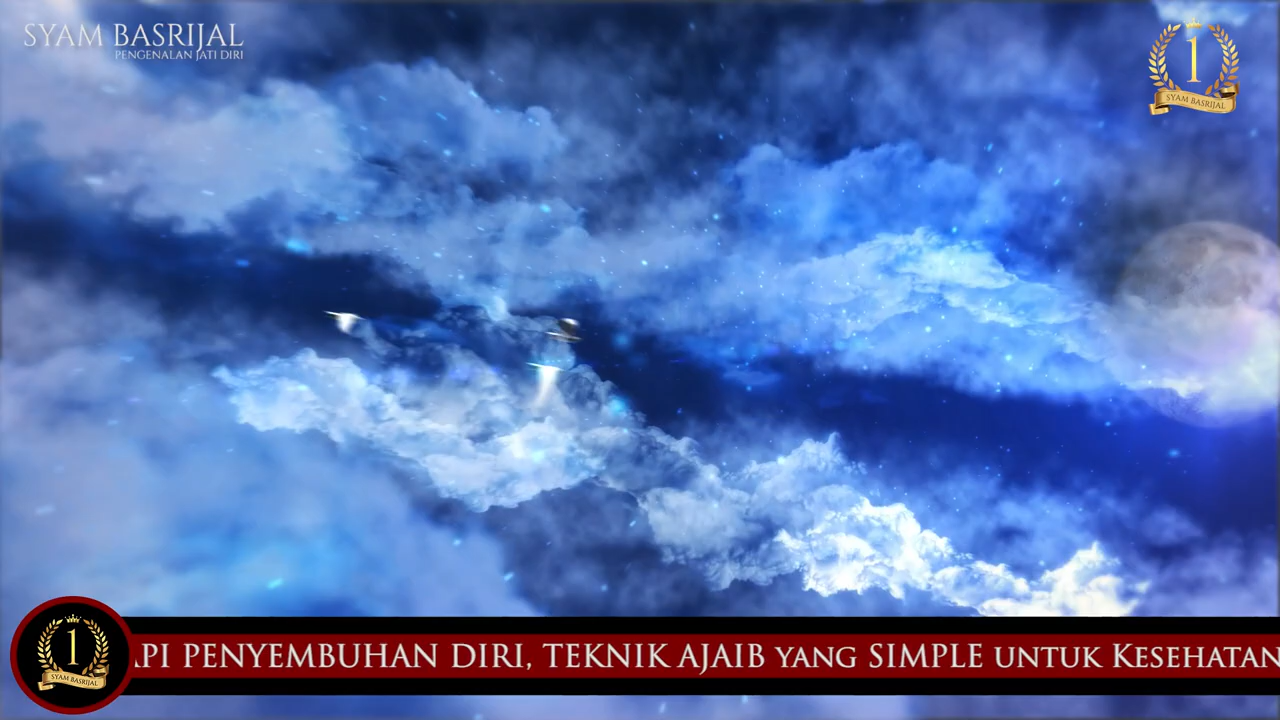 SYAM BASRIJAL
PENGENALAN JATI DIRI
1
SYAM BASRIJAL
1
SYAM BASRIJAL
PI PENYEMBUHAN DIRI, TEKNIK AJAIB YANG SIMPLE UNTUK KESEHATAN